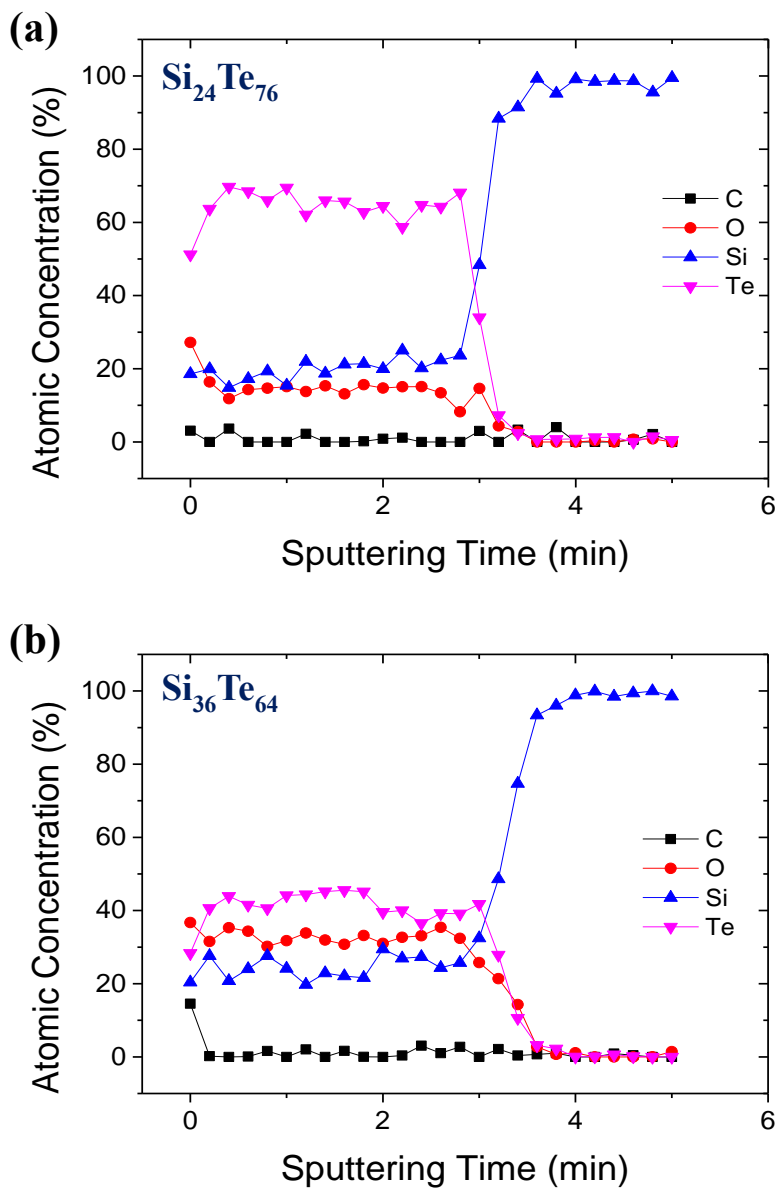 (a)
Si24Te76
Atomic Concentration (%)
100
80
60
40
20
0
C
O
Si
Te
0
2
4
6
Sputtering Time (min)
(b)
Si36Te64
Atomic Concentration (%)
100
80
60
40
20
0
C
O
Si
Te
0
2
4
6
Sputtering Time (min)